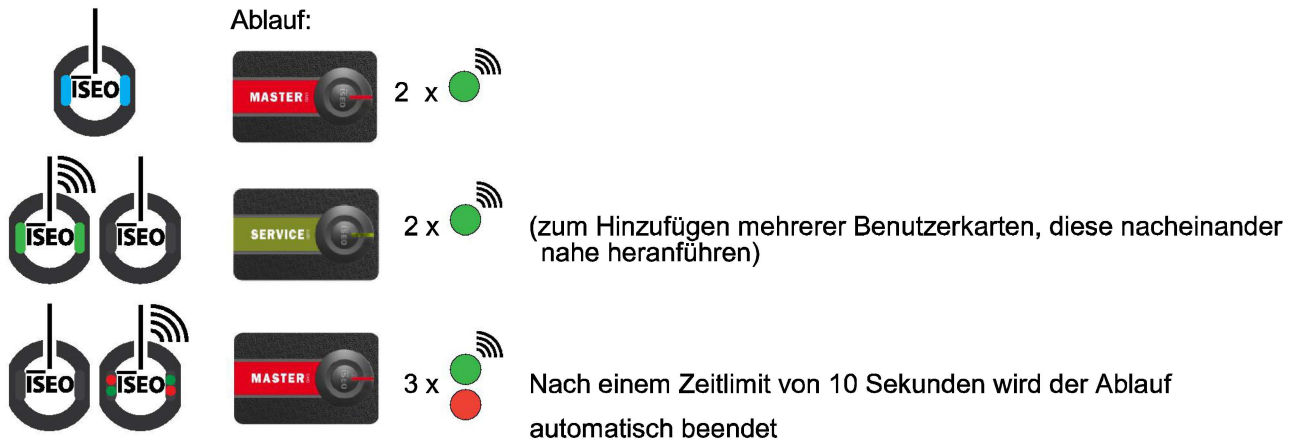 Ablauf:
ISEO
MASTER
ISEO
2 x
ISEO
ISEO
SERVICE
2 x
(zum Hinzufügen mehrerer Benutzerkarten, diese nacheinander
nahe heranführen)
ISEO
ISEO
MASTER
ISEO
3 x
Nach einem Zeitlimit von 10 Sekunden wird der Ablauf
automatisch beendet